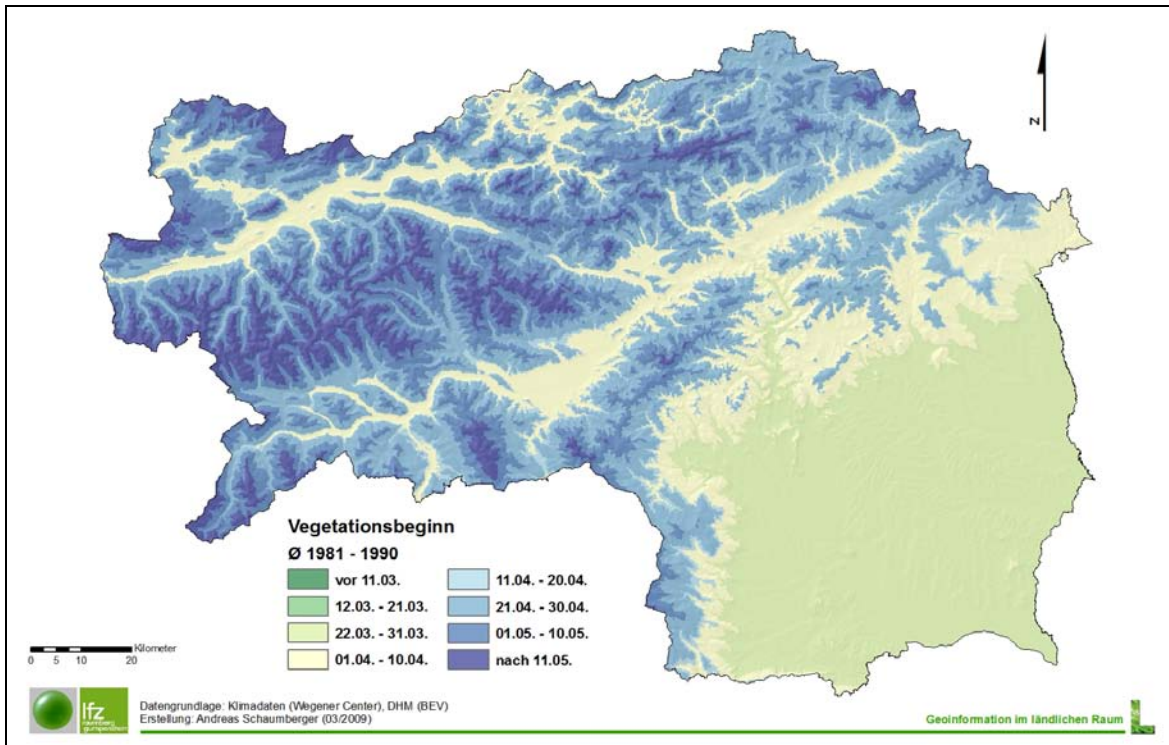 N
Vegetationsbeginn
Ø 1981 - 1990
vor 11.03.
12.03. - 21.03.
22.03. - 31.03.
01.04. - 10.04.
11.04. - 20.04.
21.04. - 30.04.
01.05. - 10.05.
nach 11.05.
Kilometer
0 5 10 20
lfz
raumberg
gumpenstein
Datengrundlage: Klimadaten (Wegener Center), DHM (BEV)
Erstellung: Andreas Schaumberger (03/2009)
Geoinformation im ländlichen Raum
L